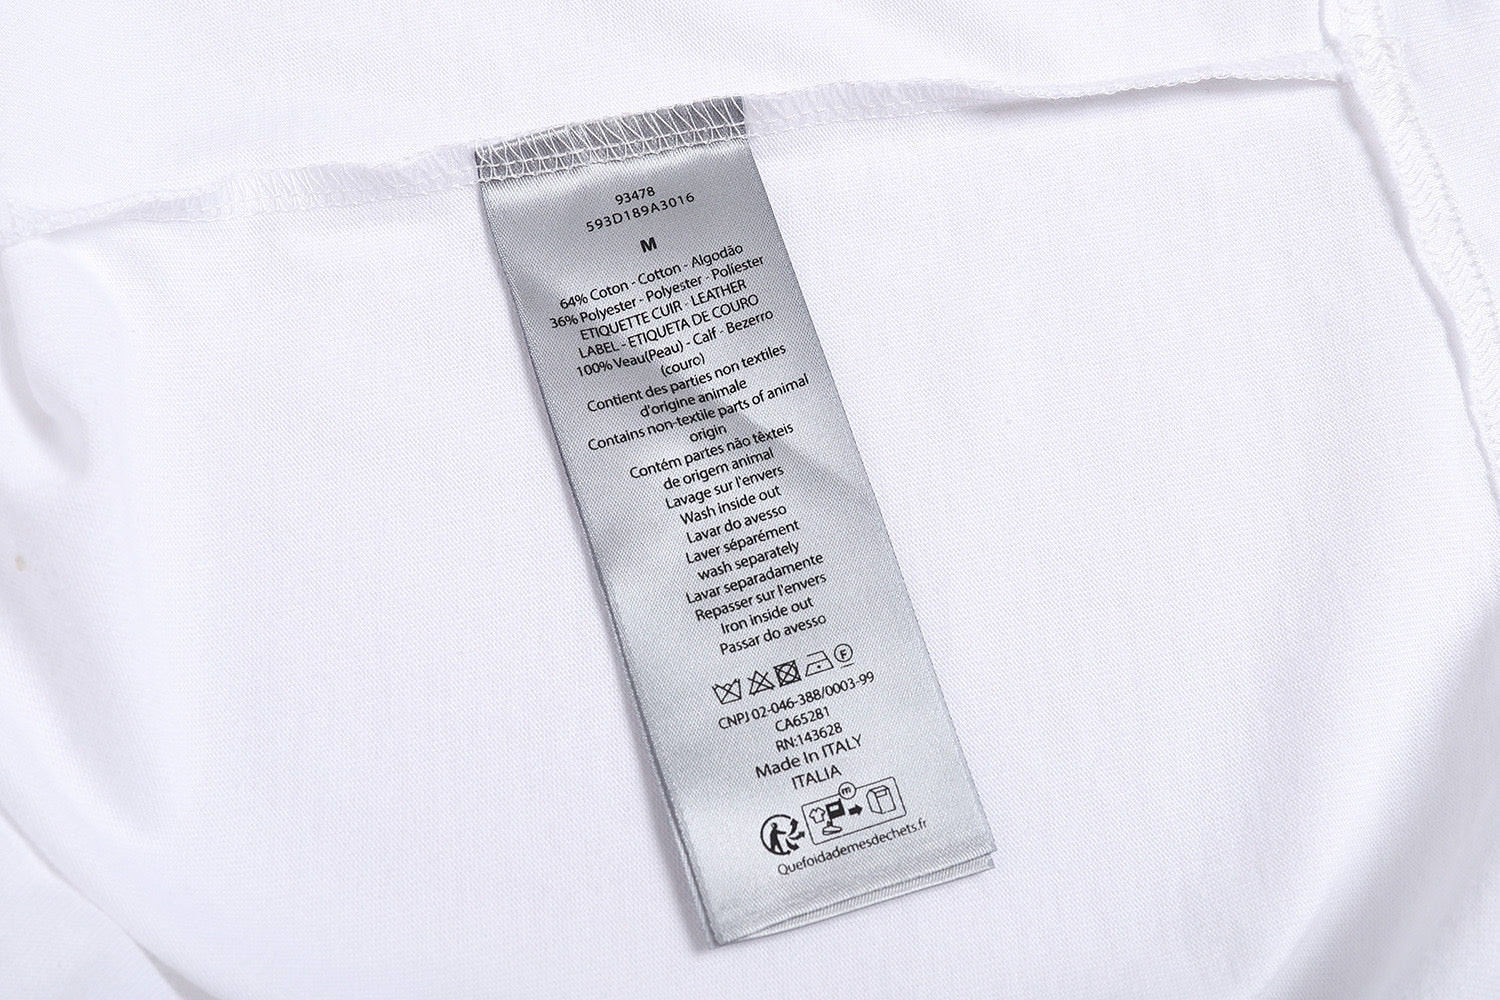 93478
593D189A3016
M
64% Coton - Cotton - Algodão
36% Polyester - Polyester - Políester
ETIQUETTE CUIR - LEATHER
LABEL - ETIQUETA DE COURO
100% Veau(Peau) - Calf - Bezerro
(couro)
Contient des parties non textiles
d'origine animale
Contains non-textile parts of animal
origin
Contém partes não têxteis
de origem animal
Lavage sur l'envers
Wash inside out
Lavar do avesso
Laver séparément
wash separately
Lavar separadamente
Repasser sur l'envers
Iron inside out
Passar do avesso
F
CNPJ 02-046-388/0003-99
CA65281
RN:143628
Made In ITALY
ITALIA
m
Quefoidademesdechets.fr